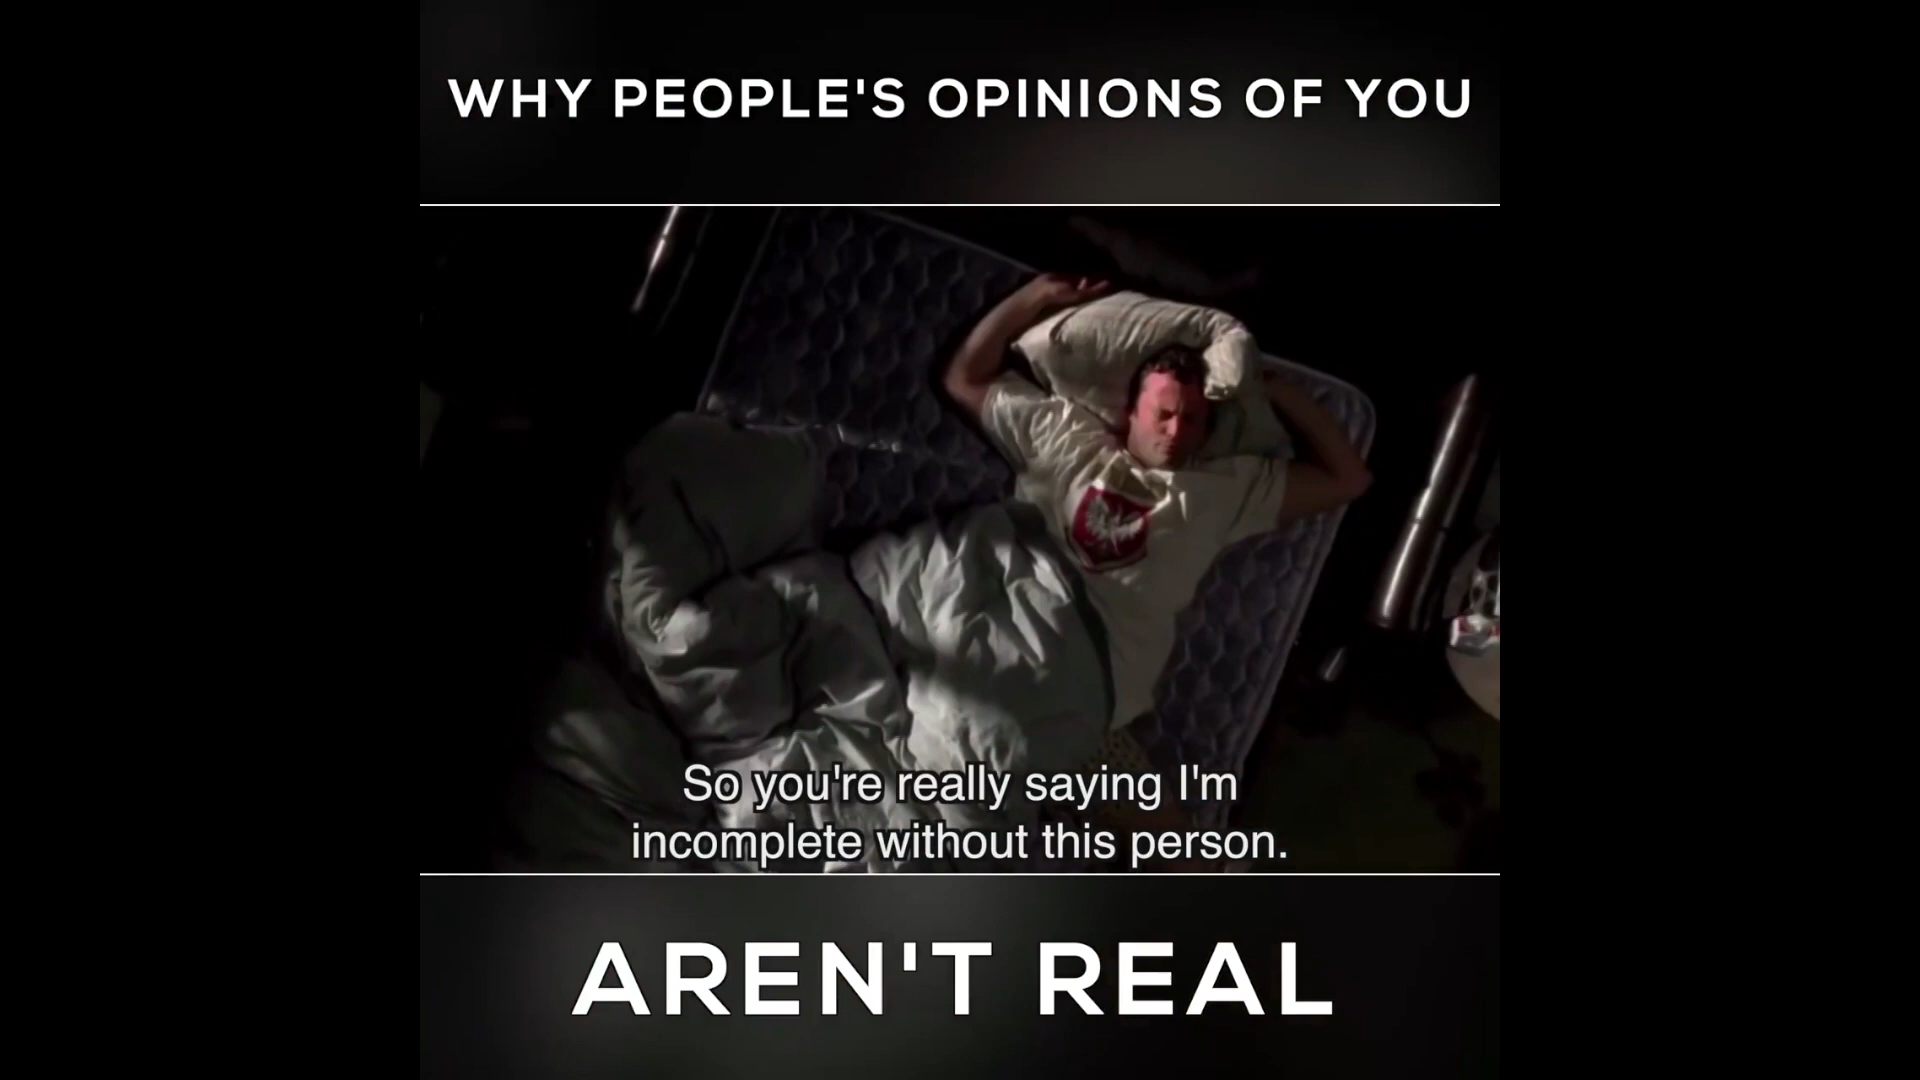 WHY PEOPLE'S OPINIONS OF YOU
So you're really saying I'm
incomplete without this person.
AREN'T REAL